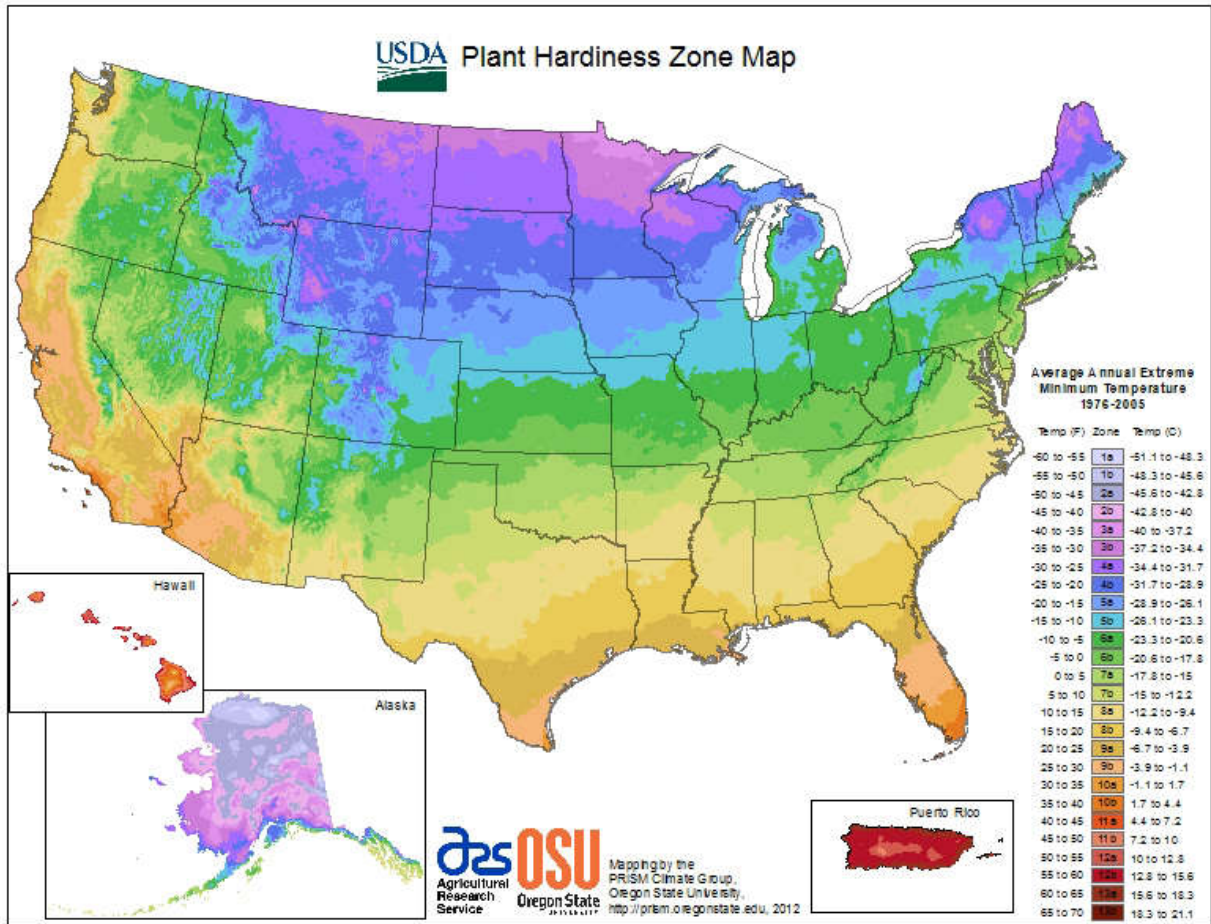 USDA
Plant Hardiness Zone Map
Average Annual Extreme
Minimum Temperature
1976-2005
Temp (F) Zone Temp (C)
-60 to -55 1a -51.1 to -48.3
-55 to -50 1b -48.3 to -45.6
-50 to -45 2a -45.6 to -42.8
-45 to -40 2b -42.8 to -40
-40 to -35 3a -40 to -37.2
-35 to -30 3b -37.2 to -34.4
-30 to -25 4a -34.4 to -31.7
-25 to -20 4b -31.7 to -28.9
-20 to -15 5a -28.9 to -26.1
-15 to -10 5b -26.1 to -23.3
-10 to -5 6a -23.3 to -20.6
-5 to 0 6b -20.6 to -17.8
0 to 5 7a -17.8 to -15
5 to 10 7b -15 to -12.2
10 to 15 8a -12.2 to -9.4
15 to 20 8b -9.4 to -6.7
20 to 25 9a -6.7 to -3.9
25 to 30 9b -3.9 to -1.1
30 to 35 10a -1.1 to 1.7
35 to 40 10b 1.7 to 4.4
40 to 45 11a 4.4 to 7.2
45 to 50 11b 7.2 to 10
50 to 55 12a 10 to 12.8
55 to 60 12b 12.8 to 15.6
60 to 65 13a 15.6 to 18.3
65 to 70 13b 18.3 to 21.1
Hawaii
Alaska
Puerto Rico
ars
Agricultural
Research
Service
OSU
Oregon State
UNIVERSITY
Mapping by the
PRISM Climate Group,
Oregon State University,
http://prism.oregonstate.edu, 2012